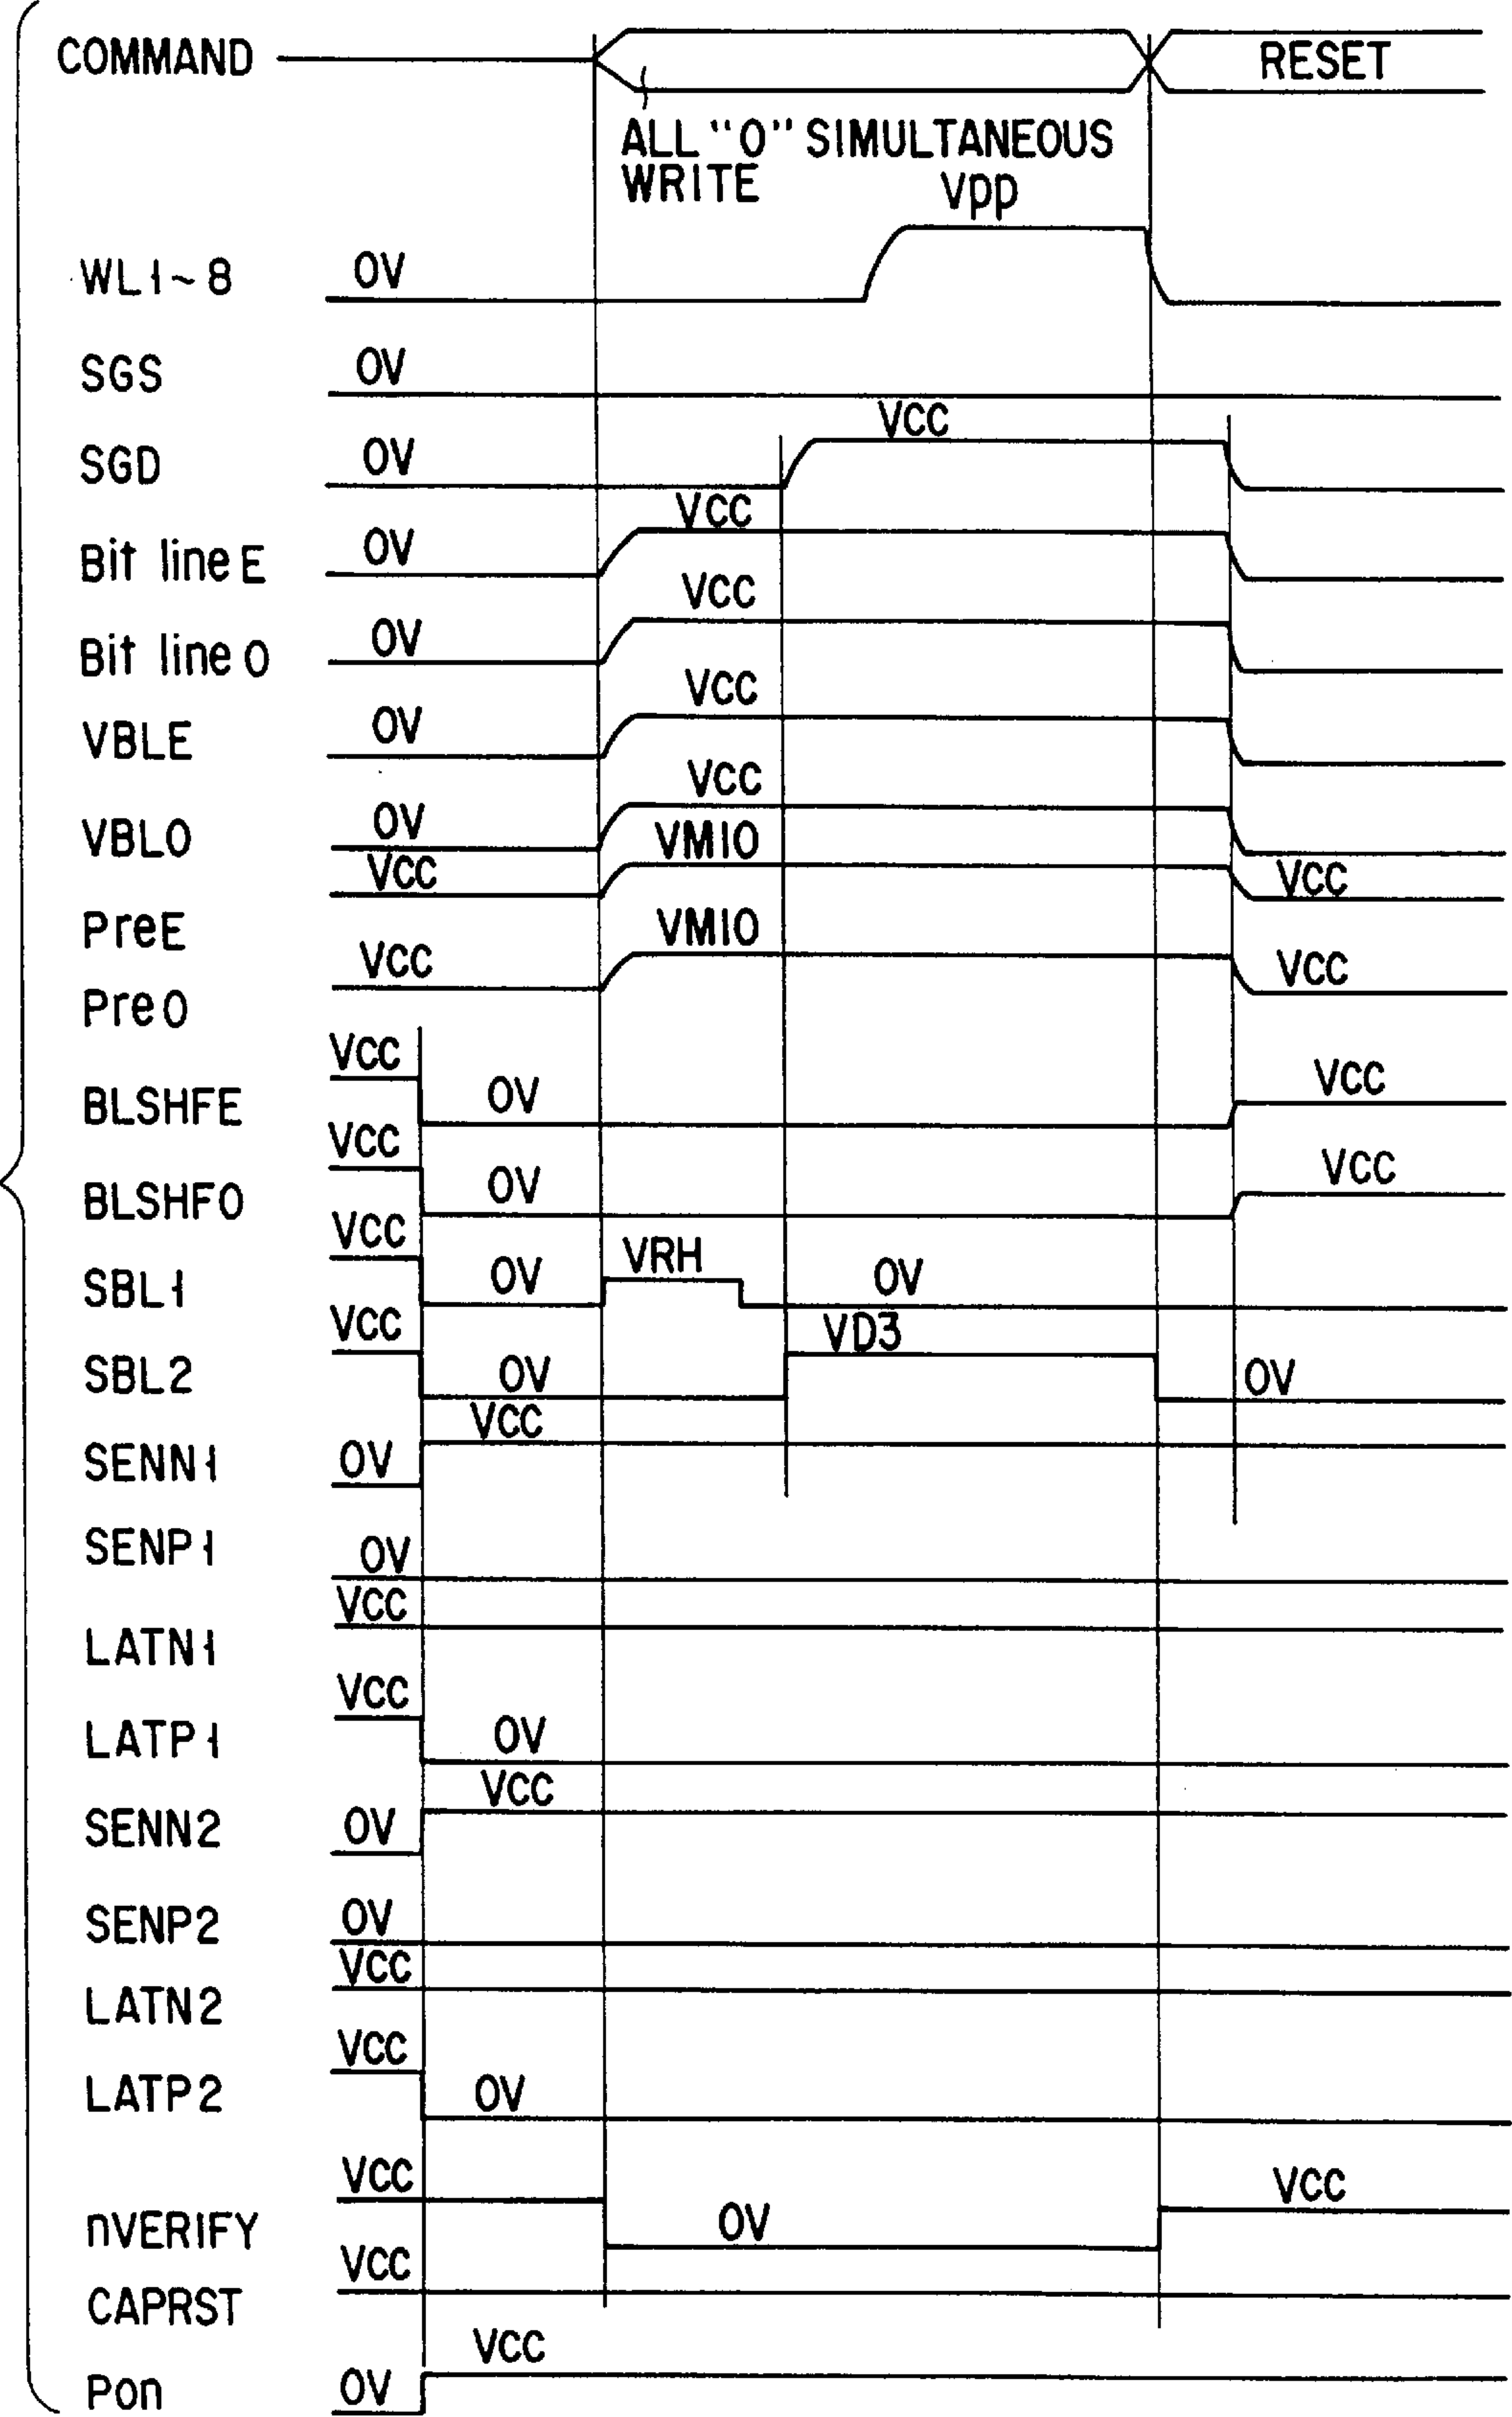 COMMAND RESET
ALL "0" SIMULTANEOUS
WRITE Vpp
WL1~8 0V
SGS 0V
SGD 0V VCC
Bit line E 0V VCC
Bit line O 0V VCC
VBLE 0V VCC
VBLO 0V VCC
PreE VCC VM10 VCC
PreO VCC VM10 VCC
BLSHFE VCC 0V VCC
BLSHFO VCC 0V VCC
SBL1 VCC 0V VRH 0V
SBL2 VCC 0V VD3 0V
SENN1 0V VCC
SENP1 0V
LATN1 VCC
LATP1 VCC 0V
SENN2 0V VCC
SENP2 0V
LATN2 VCC
LATP2 VCC 0V
nVERIFY VCC 0V VCC
CAPRST VCC
Pon 0V VCC